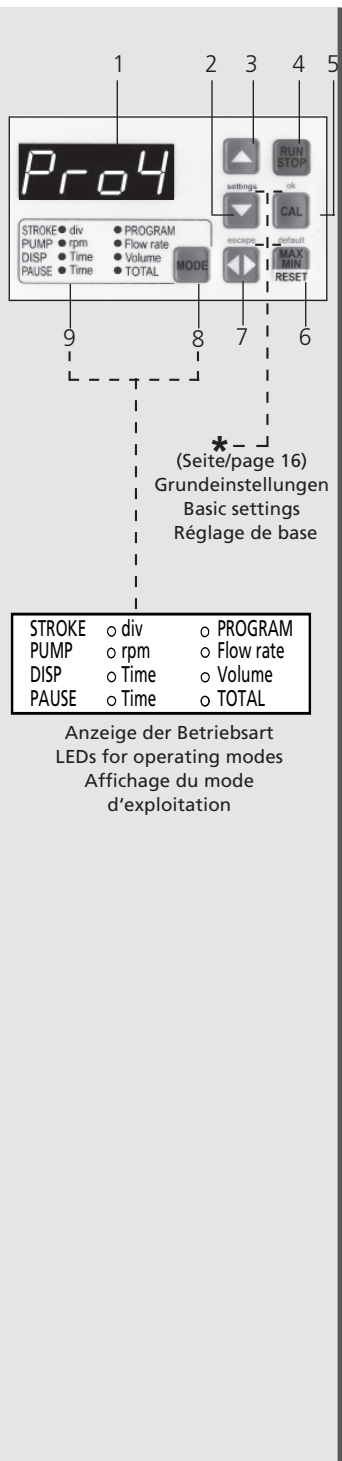 1 2 3 4 5
Pro4
RUN
STOP
settings ok
CAL
STROKE div PROGRAM
PUMP rpm Flow rate
DISP Time Volume
PAUSE Time TOTAL
MODE
escape default
MAX
MIN
RESET
9 8 7 6
*
(Seite/page 16)
Grundeinstellungen
Basic settings
Réglage de base
STROKE o div o PROGRAM
PUMP o rpm o Flow rate
DISP o Time o Volume
PAUSE o Time o TOTAL
Anzeige der Betriebsart
LEDs for operating modes
Affichage du mode
d'exploitation